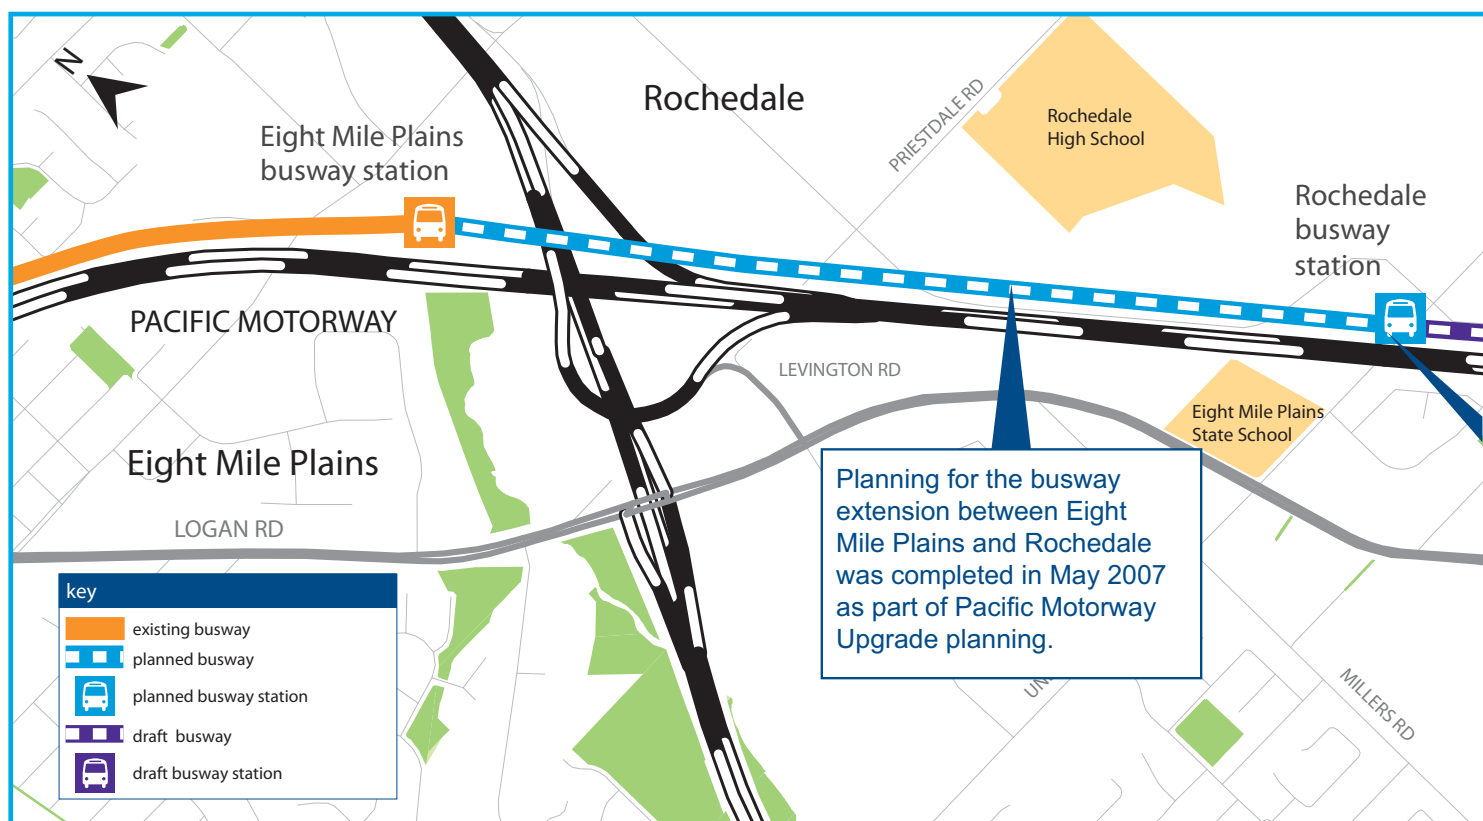 N
Rochedale
PRIESTDALE RD
Rochedale
High School
Eight Mile Plains
busway station
Rochedale
busway
station
PACIFIC MOTORWAY
LEVINGTON RD
Eight Mile Plains
State School
Eight Mile Plains
LOGAN RD
Planning for the busway
extension between Eight
Mile Plains and Rochedale
was completed in May 2007
as part of Pacific Motorway
Upgrade planning.
MILLERS RD
key
existing busway
planned busway
planned busway station
draft busway
draft busway station